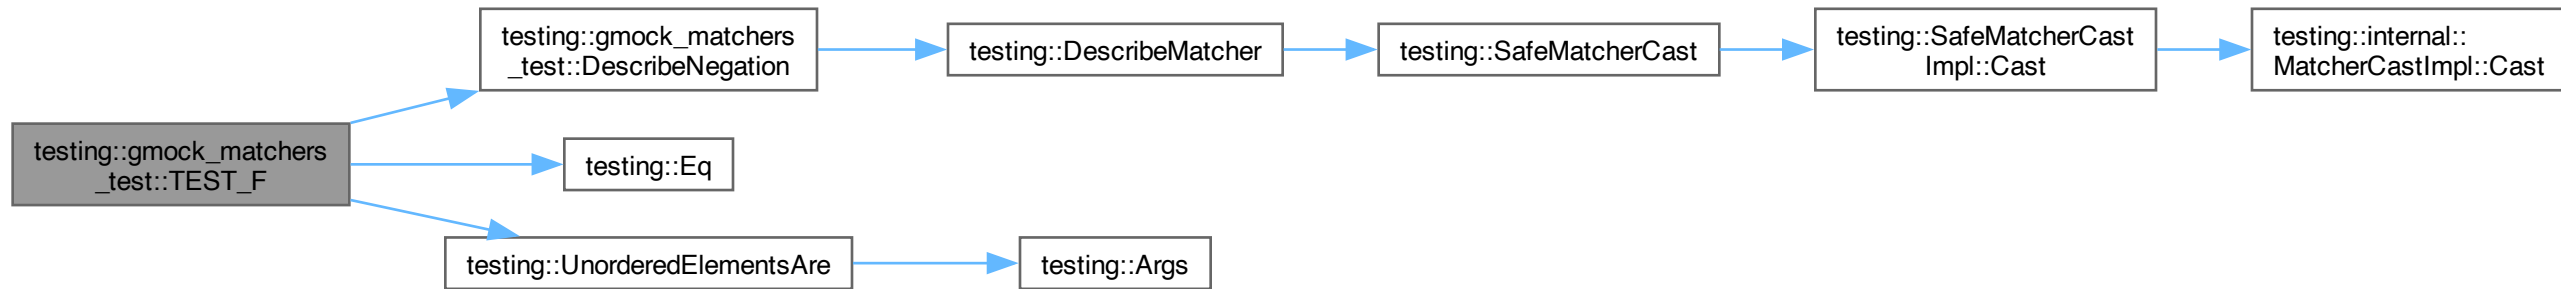 testing::gmock_matchers
_test::DescribeNegation
testing::DescribeMatcher
testing::SafeMatcherCast
testing::SafeMatcherCast
Impl::Cast
testing::internal::
MatcherCastImpl::Cast
testing::gmock_matchers
_test::TEST_F
testing::Eq
testing::UnorderedElementsAre
testing::Args